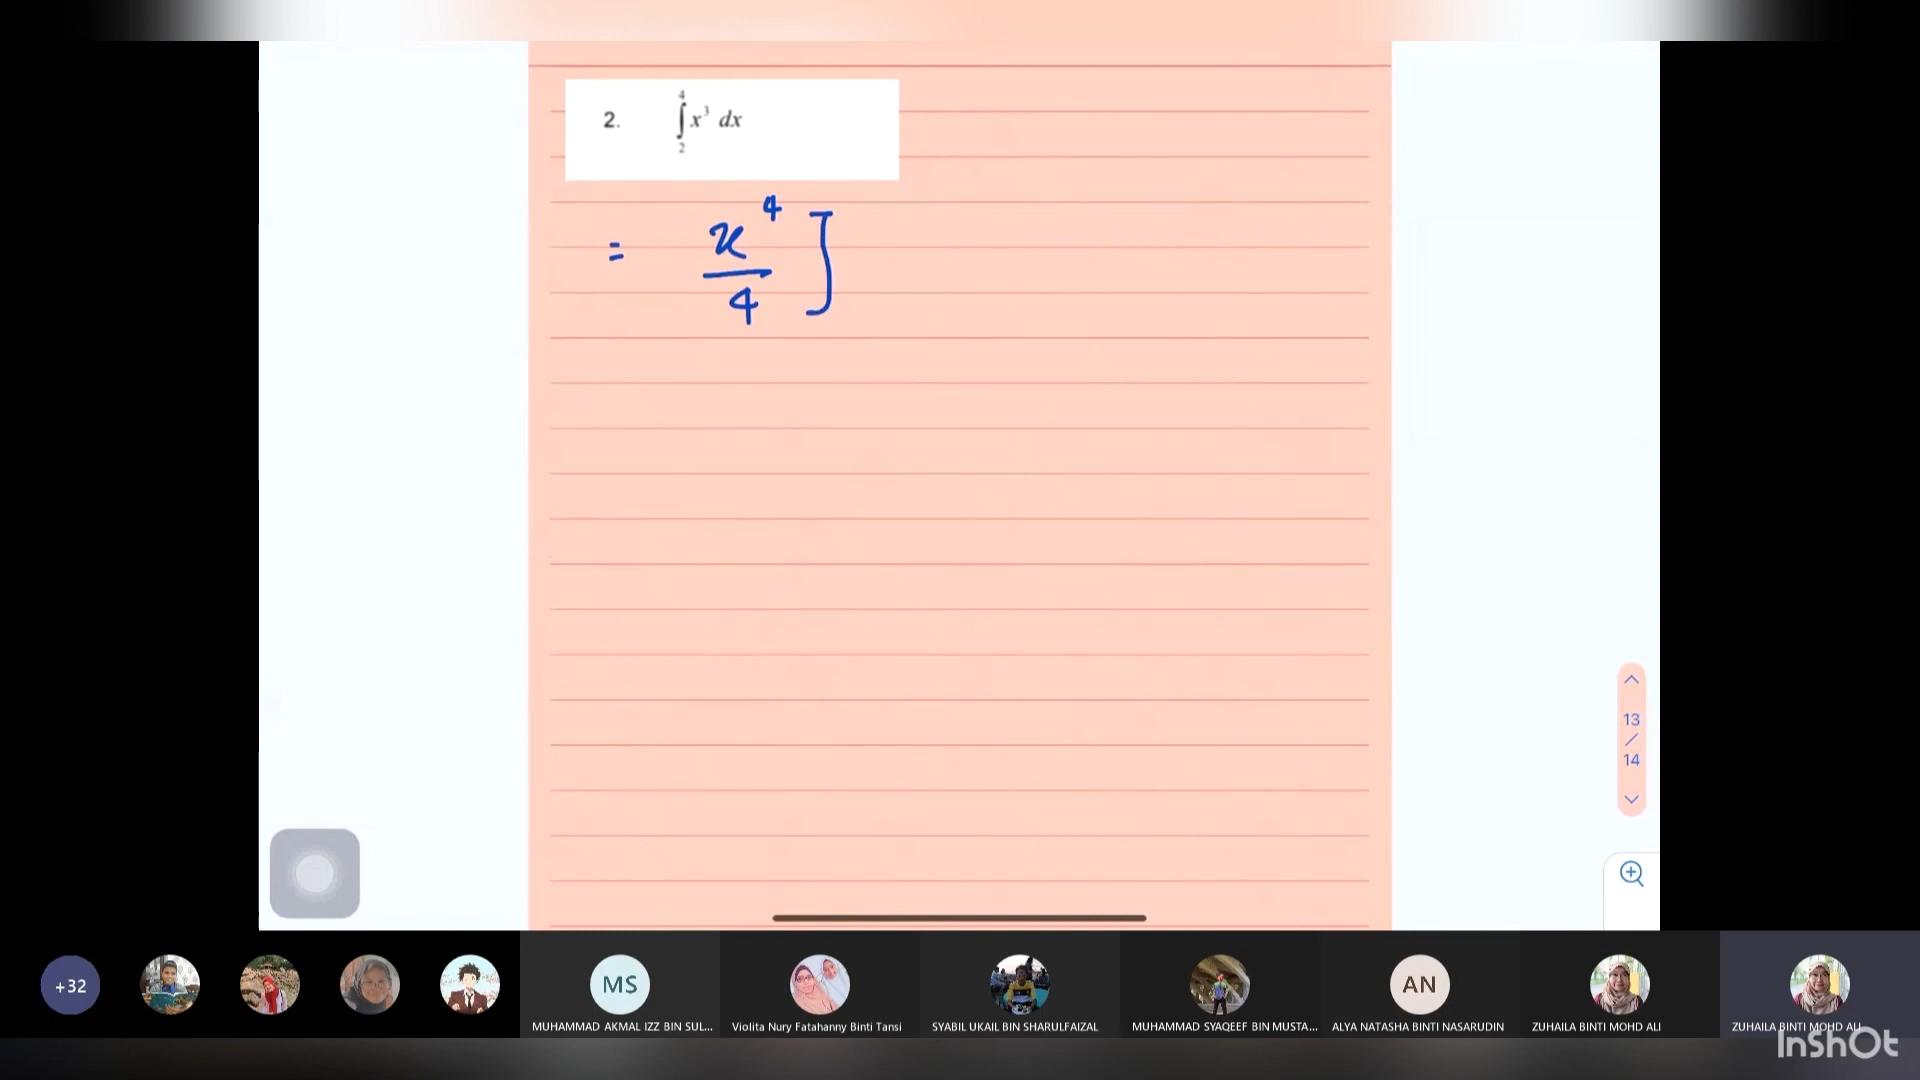 2. ∫₂⁴ x³ dx
= x⁴/4 ]
13
/
14
+32
MS
AN
MUHAMMAD AKMAL IZZ BIN SUL...
Violita Nury Fatahanny Binti Tansi
SYABIL UKAIL BIN SHARULFAIZAL
MUHAMMAD SYAQEEF BIN MUSTA...
ALYA NATASHA BINTI NASARUDIN
ZUHAILA BINTI MOHD ALI
ZUHAILA BINTI MOHD ALI
InShOt